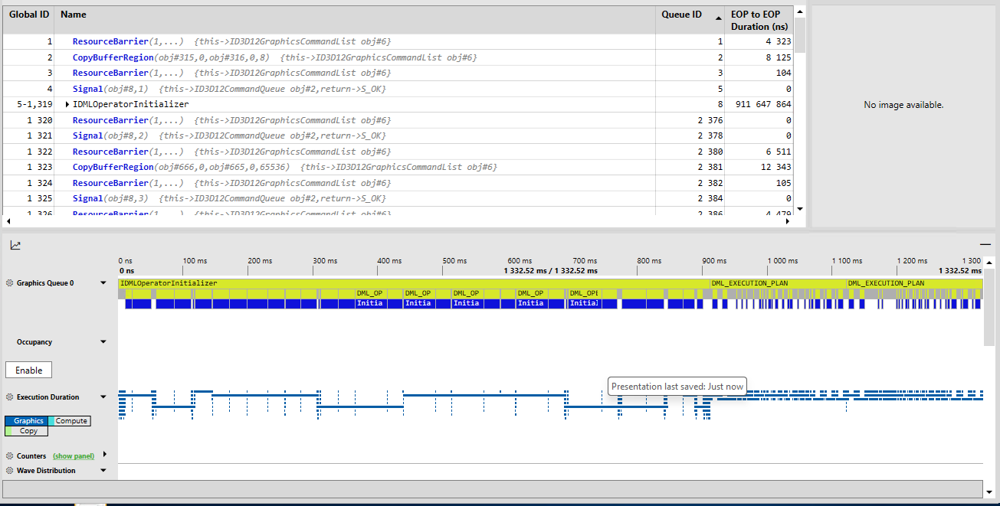 Global ID Name Queue ID EOP to EOP
Duration (ns)
1 ResourceBarrier(1,...) {this->ID3D12GraphicsCommandList obj#6} 1 4 323
2 CopyBufferRegion(obj#315,0,obj#316,0,8) {this->ID3D12GraphicsCommandList obj#6} 2 8 125
3 ResourceBarrier(1,...) {this->ID3D12GraphicsCommandList obj#6} 3 104
4 Signal(obj#8,1) {this->ID3D12CommandQueue obj#2,return->S_OK} 5 0
5-1,319 IDMLOperatorInitializer 8 911 647 864
1 320 ResourceBarrier(1,...) {this->ID3D12GraphicsCommandList obj#6} 2 376 0
1 321 Signal(obj#8,2) {this->ID3D12CommandQueue obj#2,return->S_OK} 2 378 0
1 322 ResourceBarrier(1,...) {this->ID3D12GraphicsCommandList obj#6} 2 380 6 511
1 323 CopyBufferRegion(obj#666,0,obj#665,0,65536) {this->ID3D12GraphicsCommandList obj#6} 2 381 12 343
1 324 ResourceBarrier(1,...) {this->ID3D12GraphicsCommandList obj#6} 2 382 105
1 325 Signal(obj#8,3) {this->ID3D12CommandQueue obj#2,return->S_OK} 2 384 0
1 326 ResourceBarrier(1,...) {this->ID3D12GraphicsCommandList obj#6} 2 386 4 479
No image available.
0 ns 100 ms 200 ms 300 ms 400 ms 500 ms 600 ms 700 ms 800 ms 900 ms 1 000 ms 1 100 ms 1 200 ms 1 300
0 ns 1 332.52 ms / 1 332.52 ms 1 332.52 ms
Graphics Queue 0 IDMLOperatorInitializer DML_EXECUTION_PLAN DML_EXECUTION_PLAN
DML_OP DML_OP DML_OP DML_OP DML_OPE
Initia Initia Initia Initia Initial
Occupancy
Enable
Presentation last saved: Just now
Execution Duration
Graphics Compute
Copy
Counters (show panel)
Wave Distribution